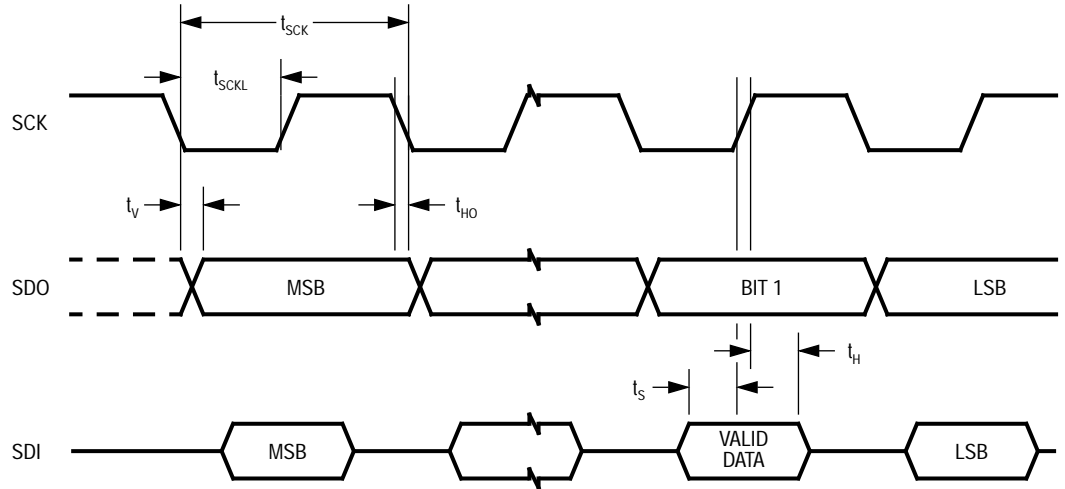 tSCK
tSCKL
SCK
tV
tHO
SDO
MSB
BIT 1
LSB
tH
tS
SDI
MSB
VALID
DATA
LSB